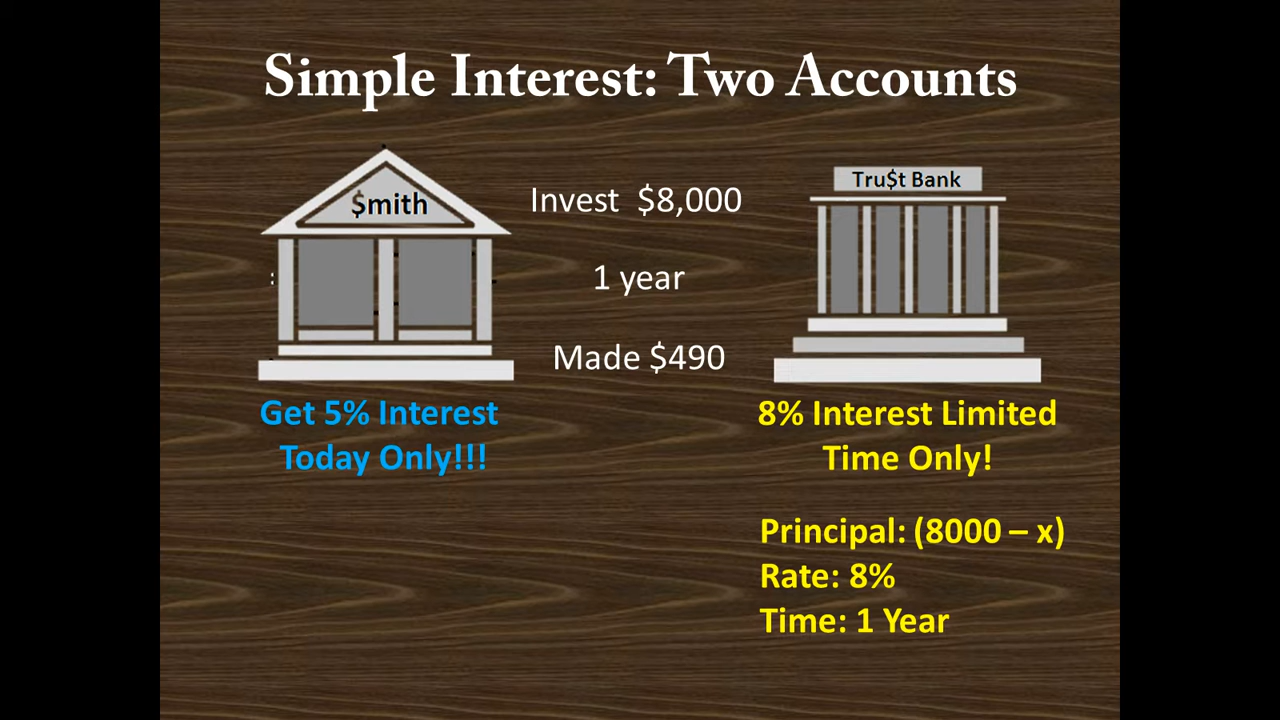 Simple Interest: Two Accounts
$mith
Invest $8,000
1 year
Made $490
Tru$t Bank
Get 5% Interest
Today Only!!!
8% Interest Limited
Time Only!
Principal: (8000 – x)
Rate: 8%
Time: 1 Year